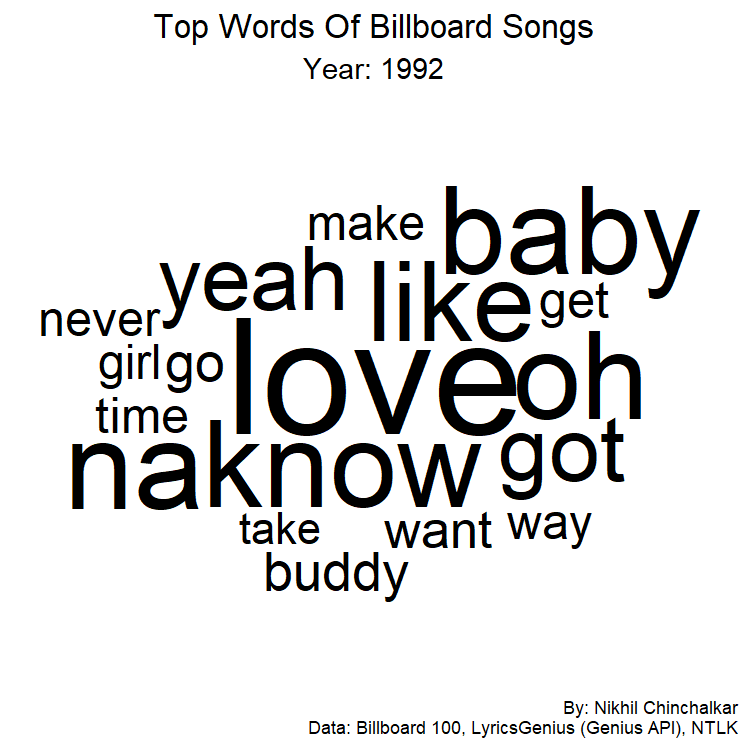 Top Words Of Billboard Songs
Year: 1992
make baby
yeah like get
never
girl go love oh
time
na know got
take want way
buddy
By: Nikhil Chinchalkar
Data: Billboard 100, LyricsGenius (Genius API), NTLK